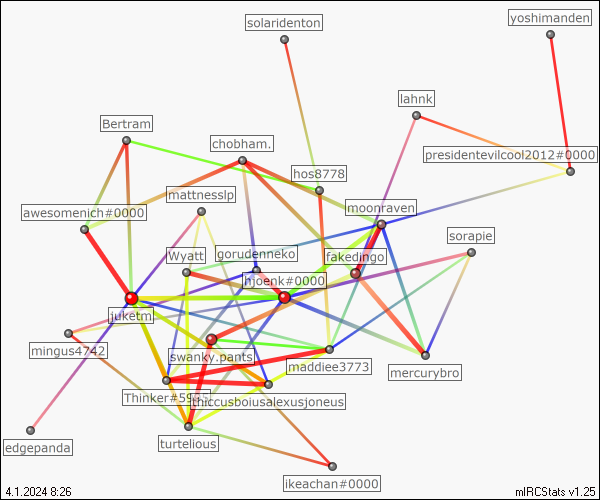 solaridenton
yoshimanden
lahnk
Bertram
chobham.
presidentevilcool2012#0000
hos8778
mattnesslp
moonraven
awesomenich#0000
sorapie
Wyatt
gorudenneko
fakedingo
hjoenk#0000
juketm
mingus4742
swanky.pants
maddiee3773
mercurybro
Thinker#5985
thiccusboiusalexusjoneus
turtelious
edgepanda
ikeachan#0000
4.1.2024 8:26
mIRCStats v1.25